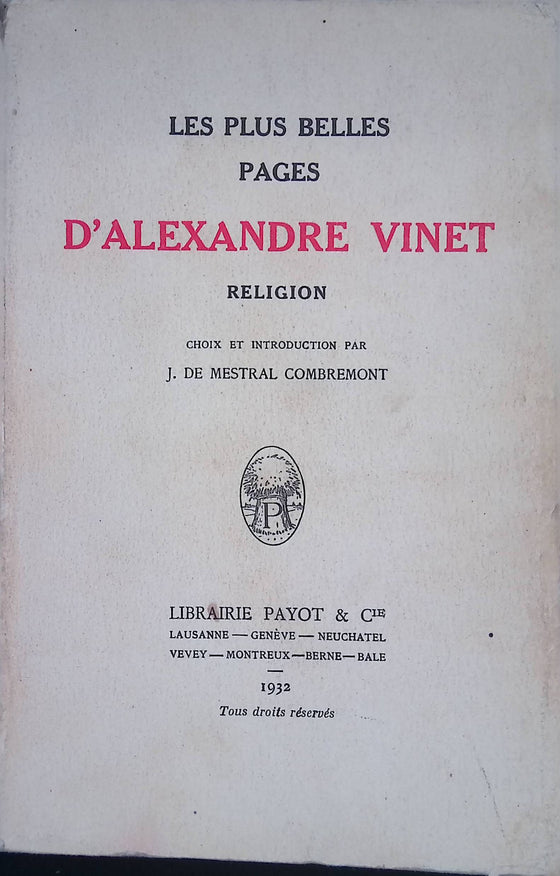 LES PLUS BELLES
PAGES
D'ALEXANDRE VINET
RELIGION
CHOIX ET INTRODUCTION PAR
J. DE MESTRAL COMBREMONT
P
LIBRAIRIE PAYOT & CIE
LAUSANNE — GENÈVE — NEUCHATEL
VEVEY — MONTREUX — BERNE — BALE
1932
Tous droits réservés